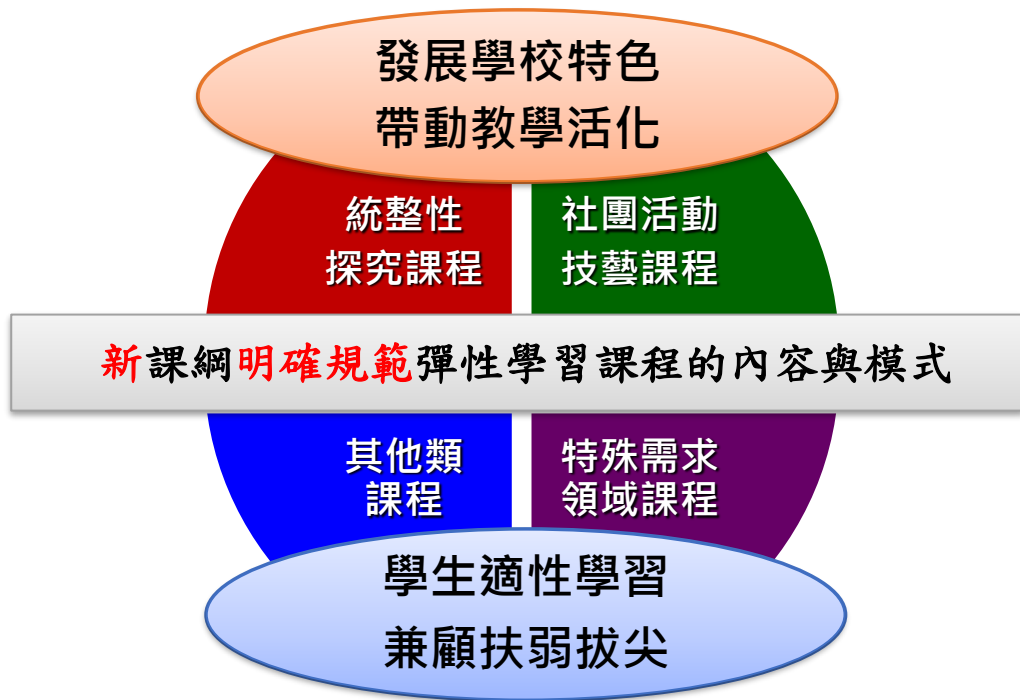 發展學校特色
帶動教學活化
統整性
探究課程
社團活動
技藝課程
新課綱明確規範彈性學習課程的內容與模式
其他類
課程
特殊需求
領域課程
學生適性學習
兼顧扶弱拔尖